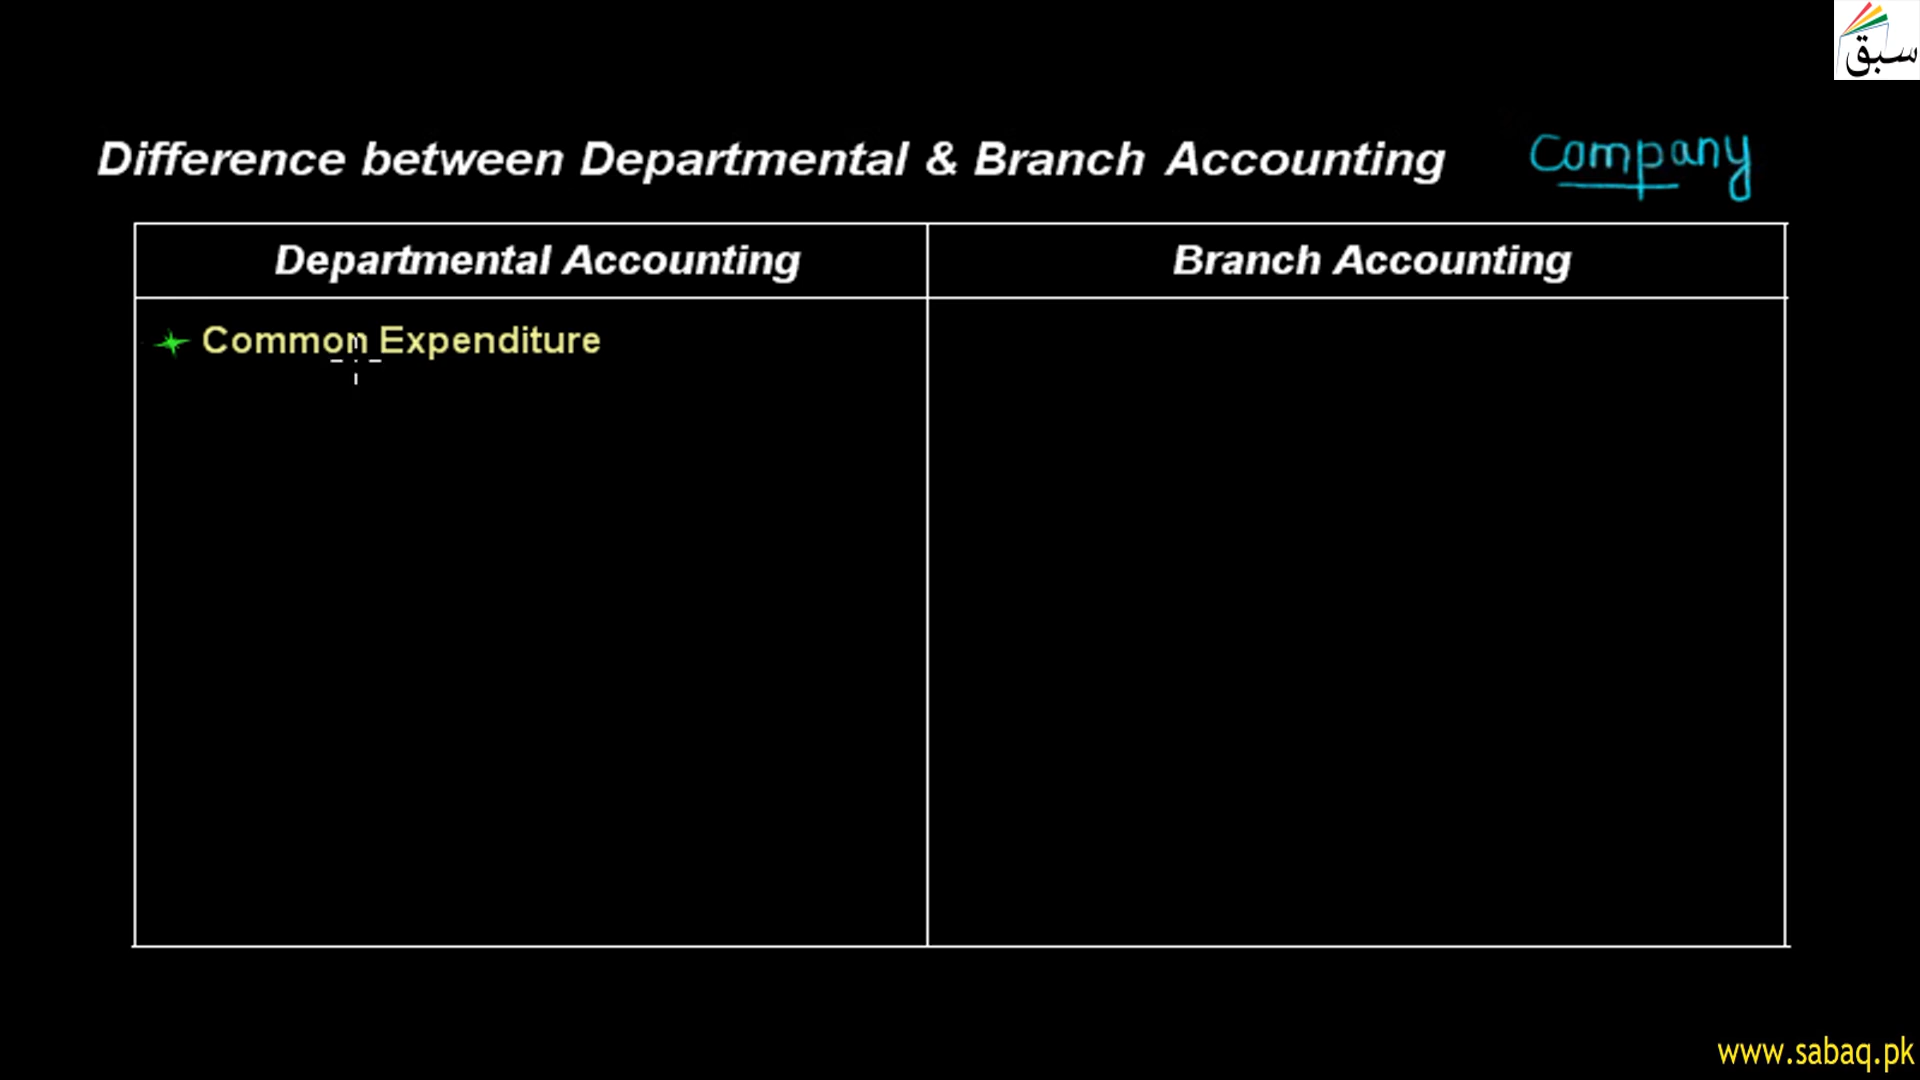 سبق
Difference between Departmental & Branch Accounting
Company
Departmental Accounting
Branch Accounting
Common Expenditure
www.sabaq.pk